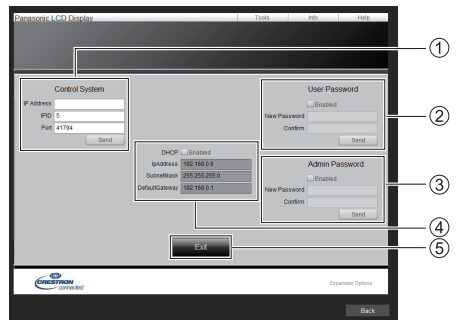 Panasonic LCD Display
Tools Info Help
①
Control System
IP Address
IPID 5
Port 41794
Send
User Password
Enabled
New Password
Confirm
Send
②
Admin Password
Enabled
New Password
Confirm
Send
③
DHCP Enabled
IpAddress 192.168.0.8
SubnetMask 255.255.255.0
DefaultGateway 192.168.0.1
④
Exit
⑤
CRESTRON
connected
Expansion Options
Back